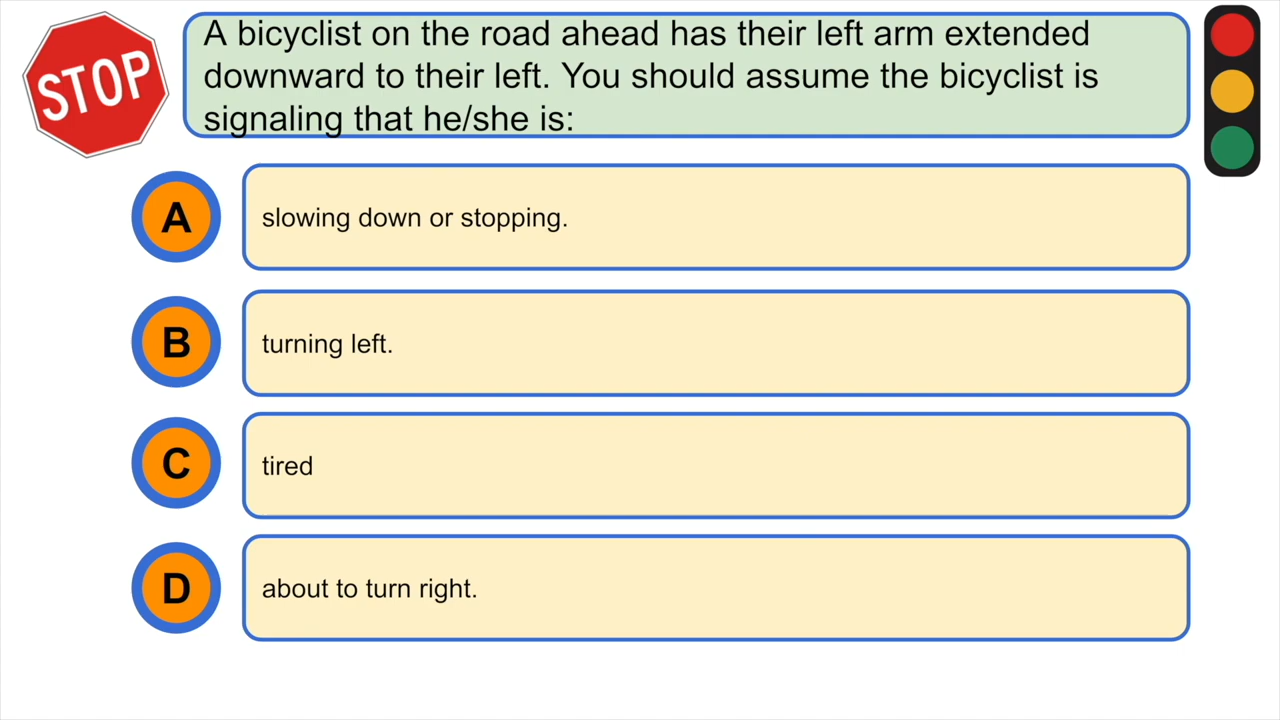 STOP
A bicyclist on the road ahead has their left arm extended
downward to their left. You should assume the bicyclist is
signaling that he/she is:
A
slowing down or stopping.
B
turning left.
C
tired
D
about to turn right.